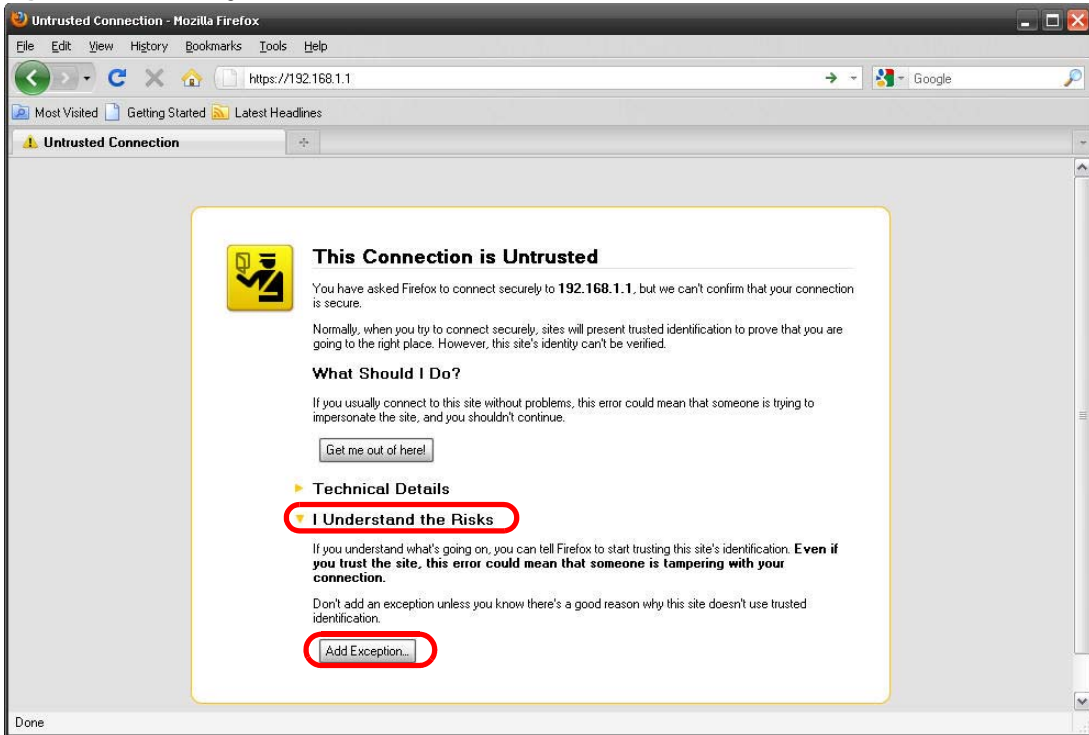 Untrusted Connection - Mozilla Firefox
File Edit View History Bookmarks Tools Help
https://192.168.1.1
Google
Most Visited Getting Started Latest Headlines
Untrusted Connection
This Connection is Untrusted
You have asked Firefox to connect securely to 192.168.1.1, but we can't confirm that your connection
is secure.
Normally, when you try to connect securely, sites will present trusted identification to prove that you are
going to the right place. However, this site's identity can't be verified.
What Should I Do?
If you usually connect to this site without problems, this error could mean that someone is trying to
impersonate the site, and you shouldn't continue.
Get me out of here!
Technical Details
I Understand the Risks
If you understand what's going on, you can tell Firefox to start trusting this site's identification. Even if
you trust the site, this error could mean that someone is tampering with your
connection.
Don't add an exception unless you know there's a good reason why this site doesn't use trusted
identification.
Add Exception...
Done